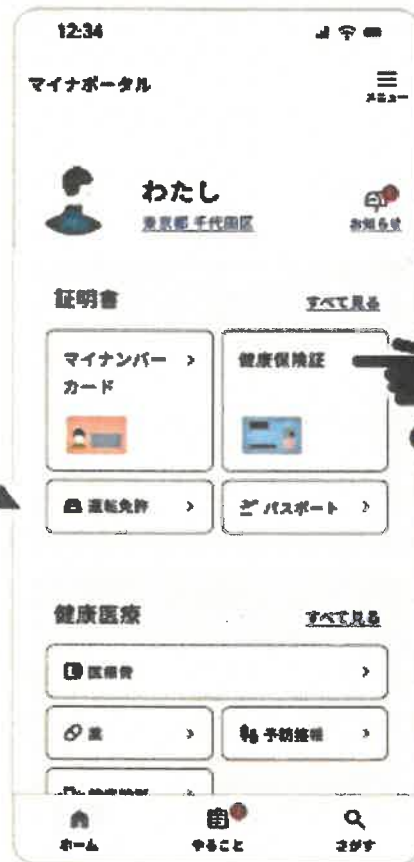 12:34
マイナポータル
メニュー
わたし
東京都 千代田区
お知らせ
証明書
すべて見る
マイナンバー
カード
健康保険証
運転免許
パスポート
健康医療
すべて見る
医療費
薬
予防接種
ホーム
やること
さがす